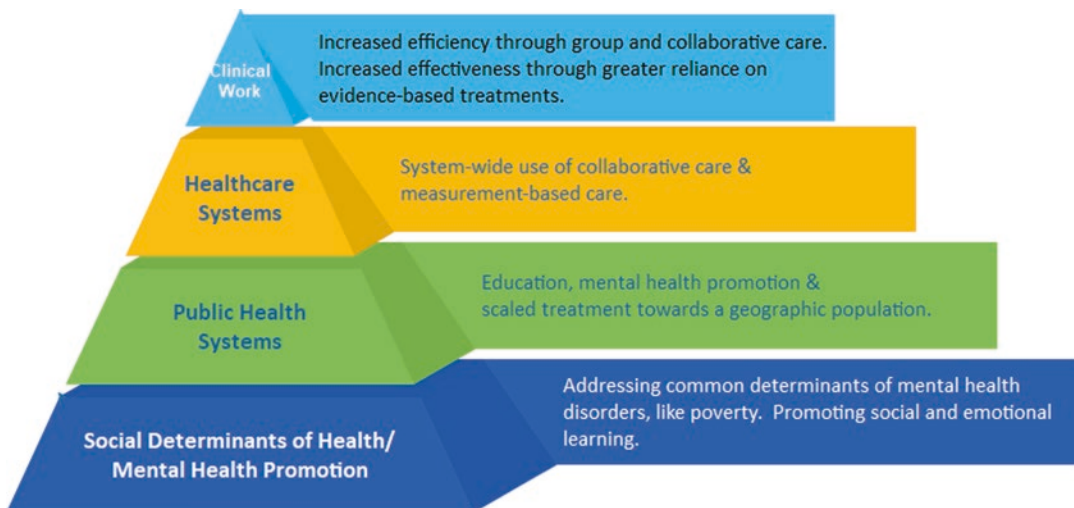 Clinical
Work
Increased efficiency through group and collaborative care.
Increased effectiveness through greater reliance on
evidence-based treatments.
Healthcare
Systems
System-wide use of collaborative care &
measurement-based care.
Public Health
Systems
Education, mental health promotion &
scaled treatment towards a geographic population.
Social Determinants of Health/
Mental Health Promotion
Addressing common determinants of mental health
disorders, like poverty.  Promoting social and emotional
learning.